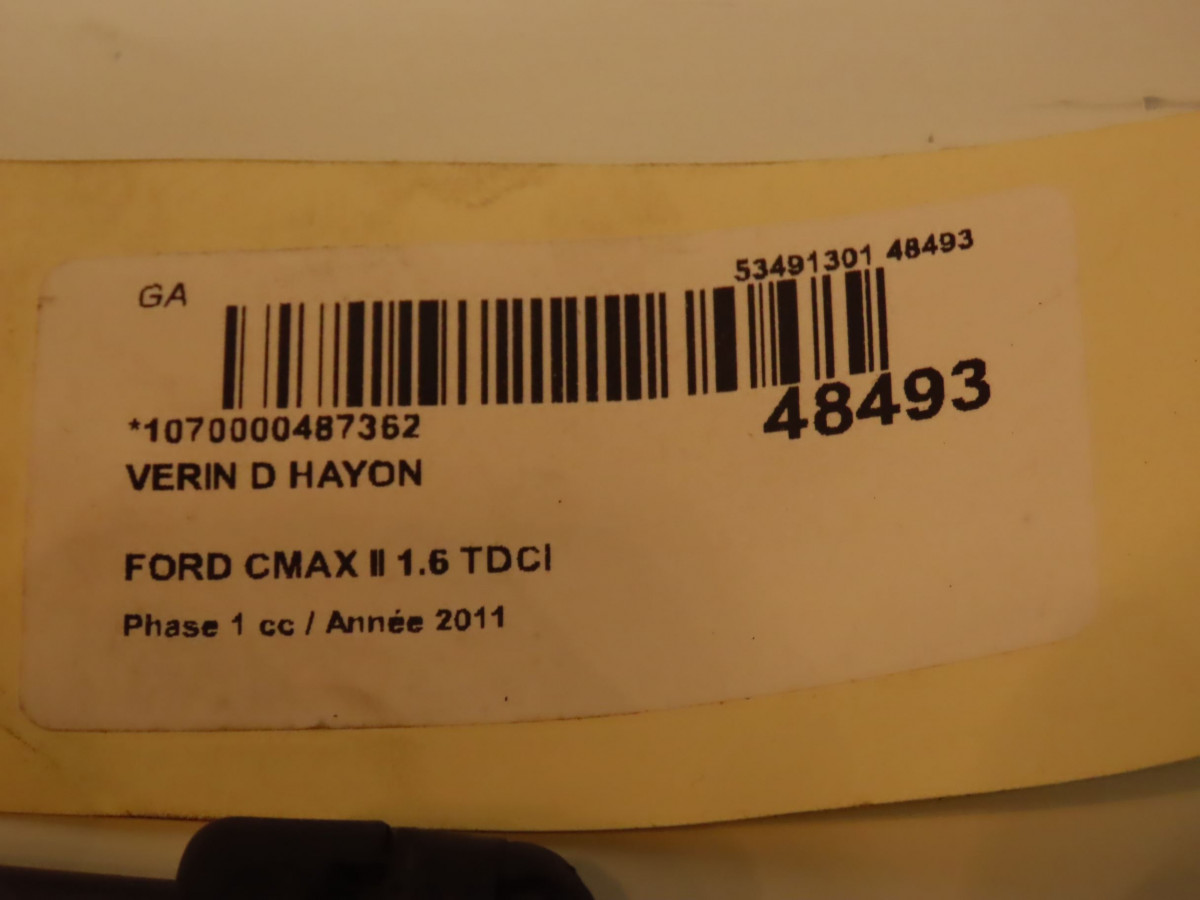 GA
53491301 48493
48493
*1070000487362
VERIN D HAYON
FORD CMAX II 1.6 TDCI
Phase 1 cc / Année 2011